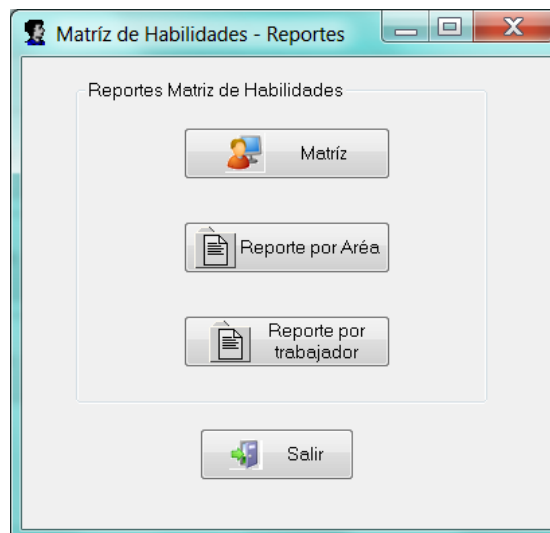 Matríz de Habilidades - Reportes
Reportes Matriz de Habilidades
Matríz
Reporte por Aréa
Reporte por
trabajador
Salir